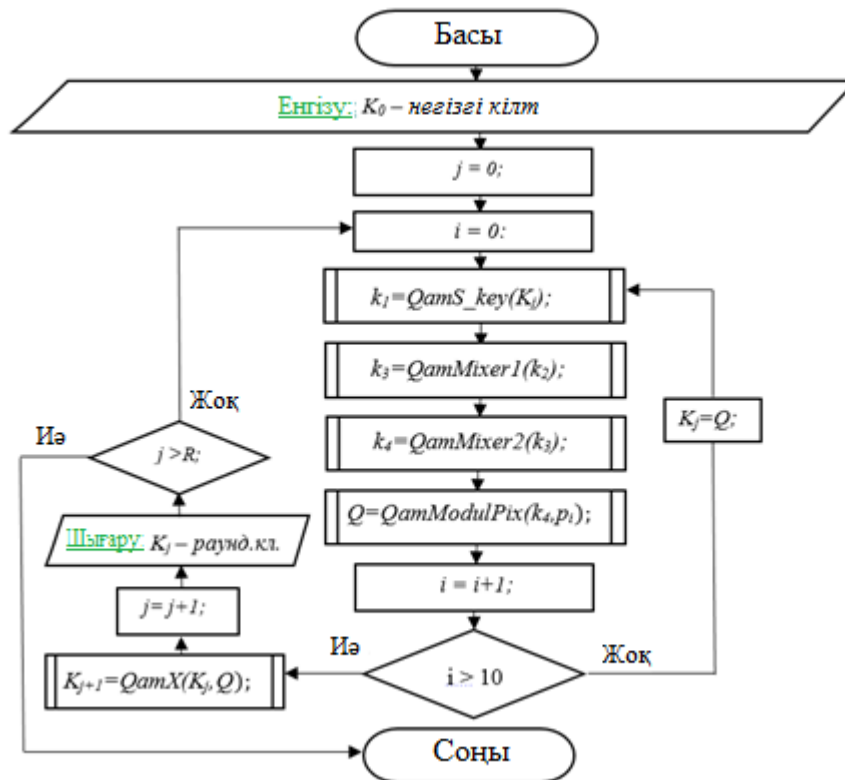 Басы
Енгізу: K₀ – негізгі кілт
j = 0;
i = 0:
k₁=QamS_key(Kⱼ);
k₃=QamMixer1(k₂);
Жоқ
Kⱼ=Q;
Иә
j >R;
k₄=QamMixer2(k₃);
Шығару: Kⱼ – раунд.кл.
Q=QamModulPix(k₄,pᵢ);
j= j+1;
i = i+1;
Иә
Жоқ
Kⱼ₊₁=QamX(Kⱼ,Q);
i > 10
Соңы